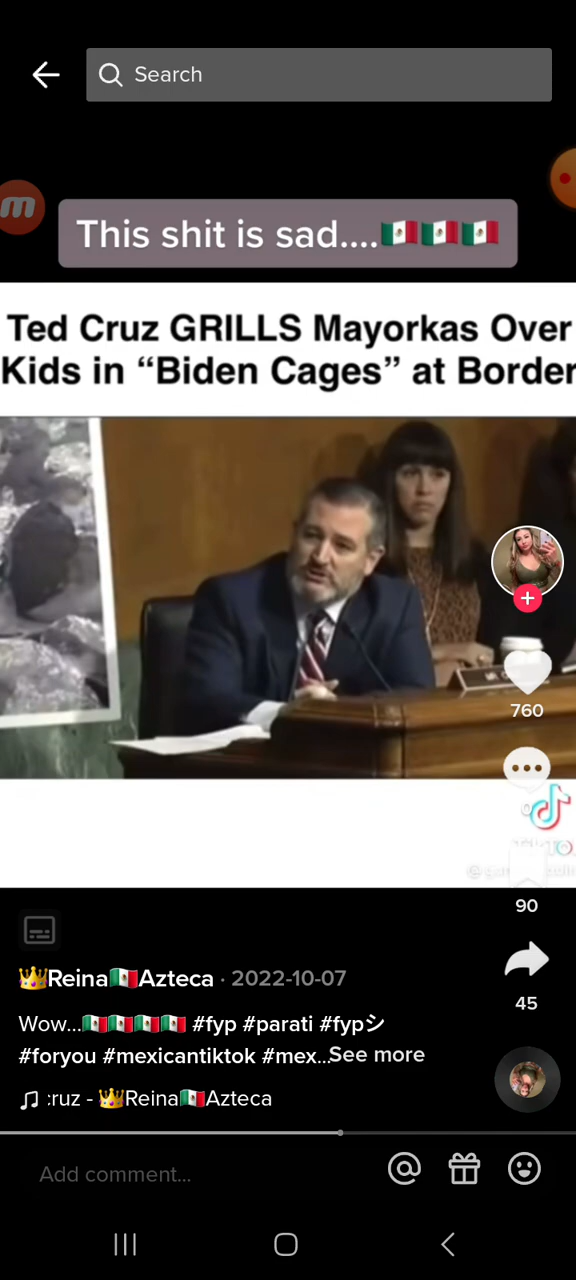 Search
This shit is sad....🇲🇽🇲🇽🇲🇽
Ted Cruz GRILLS Mayorkas Over
Kids in “Biden Cages” at Border
760
0
TikTok
90
45
👑Reina🇲🇽Azteca · 2022-10-07
Wow...🇲🇽🇲🇽🇲🇽🇲🇽 #fyp #parati #fypシ
#foryou #mexicantiktok #mex...See more
:ruz - 👑Reina🇲🇽Azteca
Add comment...